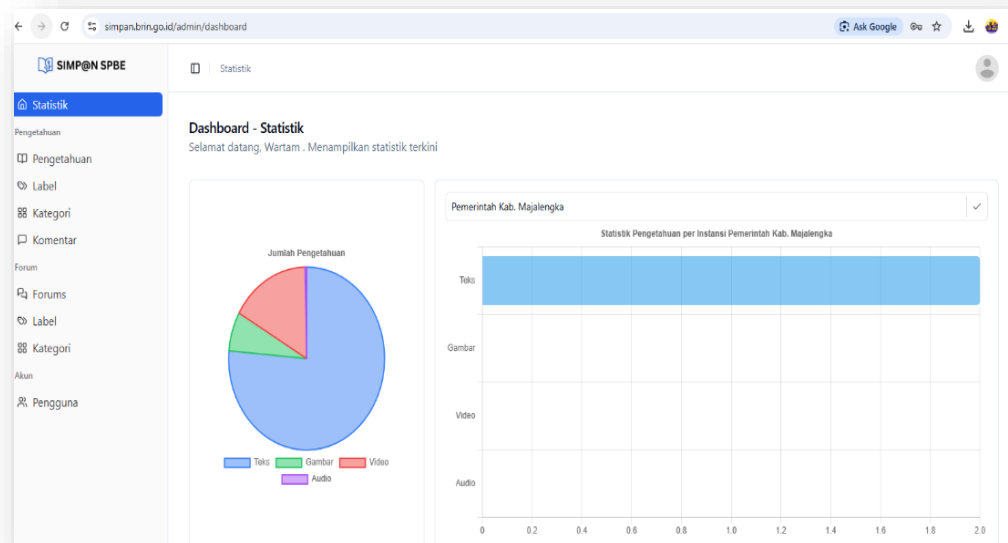 simpan.brin.go.id/admin/dashboard
Ask Google
SIMP@N SPBE
Statistik
Statistik
Pengetahuan
Pengetahuan
Label
Kategori
Komentar
Forum
Forums
Label
Kategori
Akun
Pengguna
Dashboard - Statistik
Selamat datang, Wartam . Menampilkan statistik terkini
Jumlah Pengetahuan
Teks Gambar Video
Audio
Pemerintah Kab. Majalengka
Statistik Pengetahuan per Instansi Pemerintah Kab. Majalengka
Teks
Gambar
Video
Audio
0 0.2 0.4 0.6 0.8 1.0 1.2 1.4 1.6 1.8 2.0